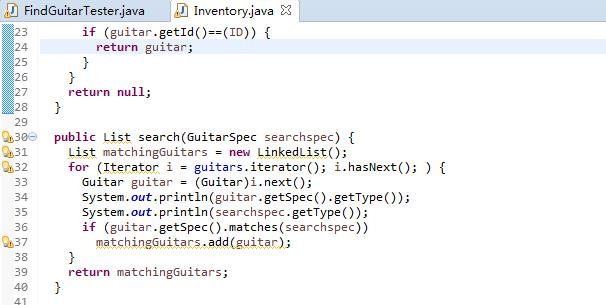 FindGuitarTester.java Inventory.java
23 if (guitar.getId()==(ID)) {
24 return guitar;
25 }
26 }
27 return null;
28 }
29
30 public List search(GuitarSpec searchspec) {
31 List matchingGuitars = new LinkedList();
32 for (Iterator i = guitars.iterator(); i.hasNext(); ) {
33 Guitar guitar = (Guitar)i.next();
34 System.out.println(guitar.getSpec().getType());
35 System.out.println(searchspec.getType());
36 if (guitar.getSpec().matches(searchspec))
37 matchingGuitars.add(guitar);
38 }
39 return matchingGuitars;
40 }
41